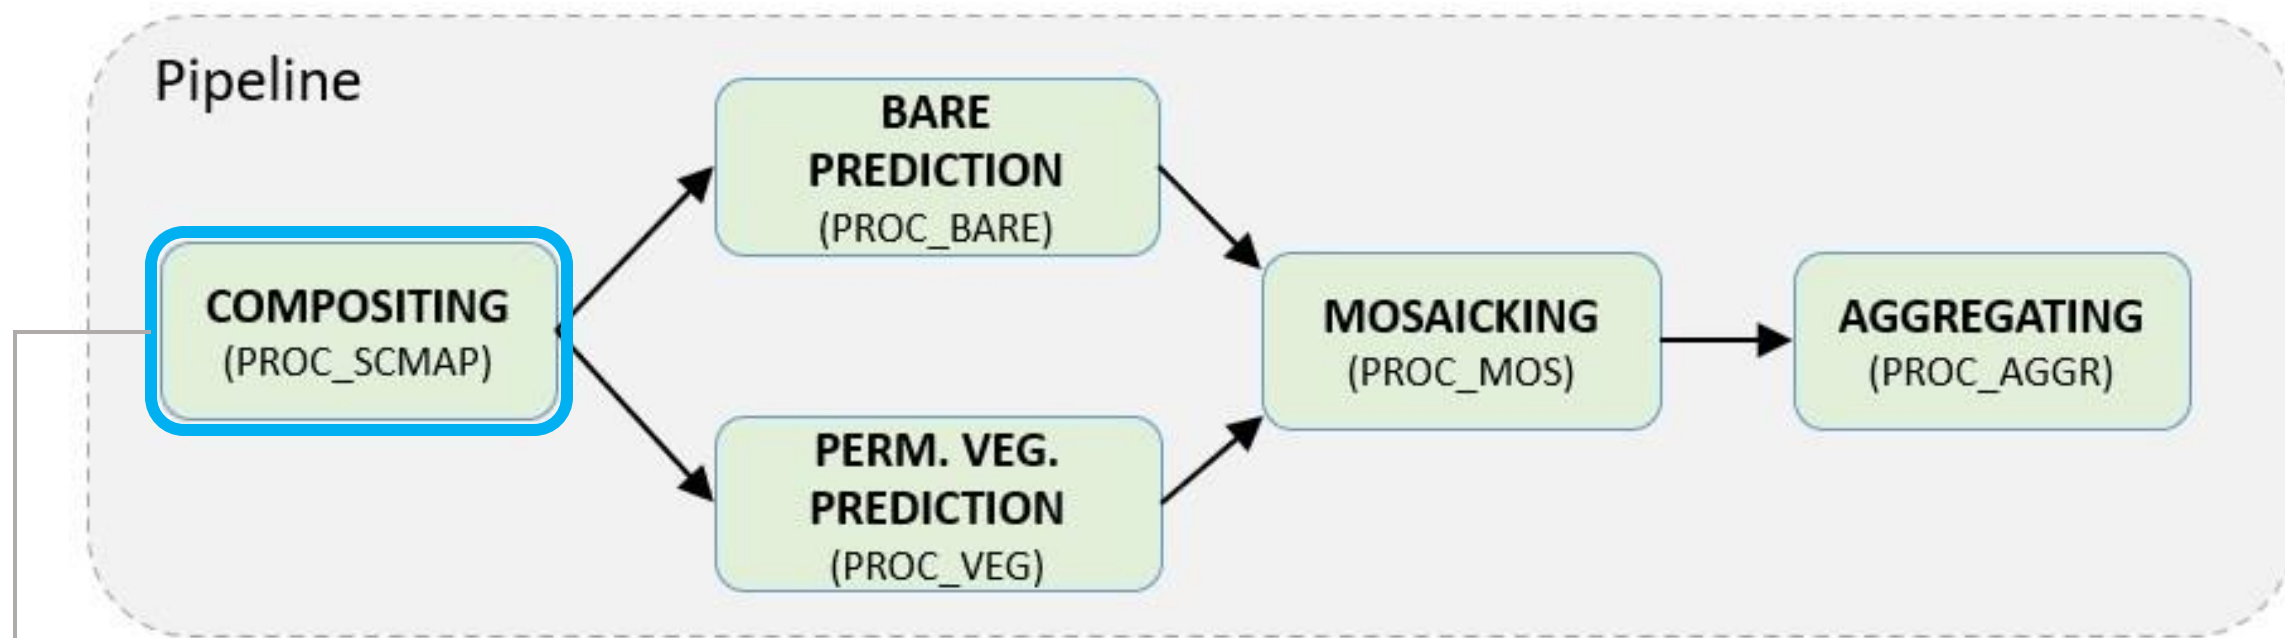 Pipeline
COMPOSITING
(PROC_SCMAP)
BARE
PREDICTION
(PROC_BARE)
PERM. VEG.
PREDICTION
(PROC_VEG)
MOSAICKING
(PROC_MOS)
AGGREGATING
(PROC_AGGR)